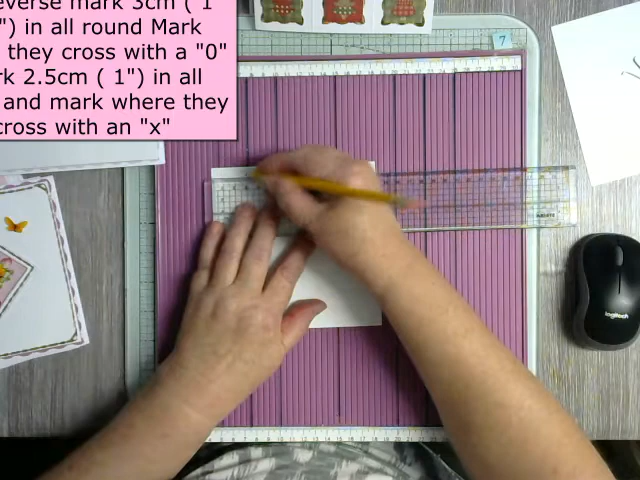 everse mark 3cm ( 1
") in all round Mark
they cross with a "0"
rk 2.5cm ( 1") in all
and mark where they
cross with an "x"
7
logitech